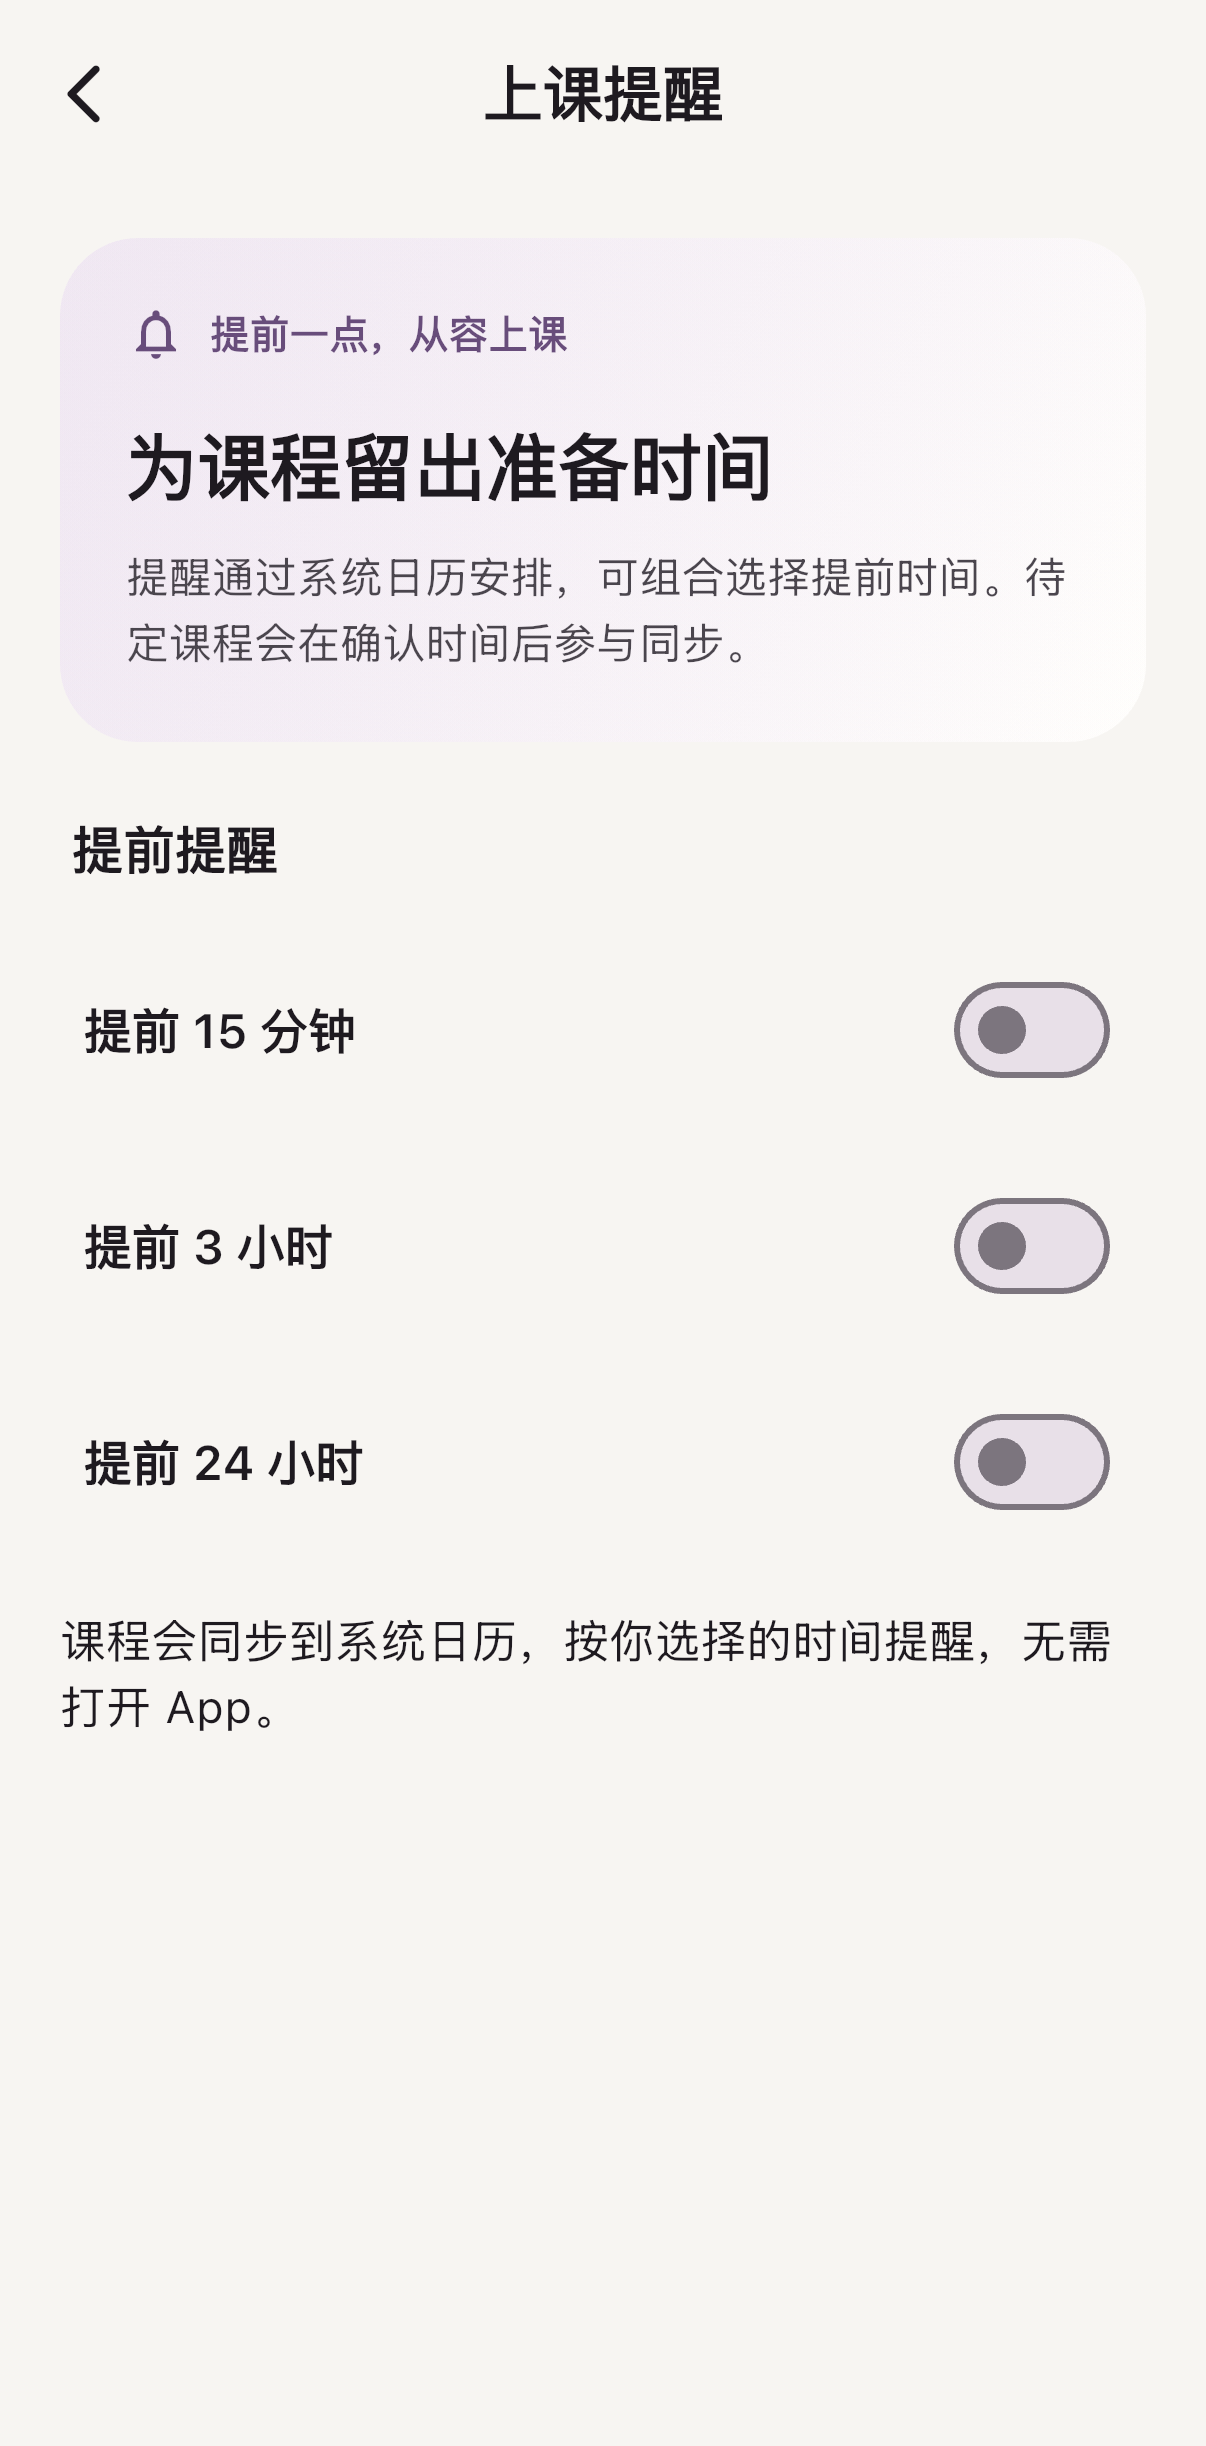 上课提醒
提前一点，从容上课
为课程留出准备时间
提醒通过系统日历安排，可组合选择提前时间。待
定课程会在确认时间后参与同步。
提前提醒
提前 15 分钟
提前 3 小时
提前 24 小时
课程会同步到系统日历，按你选择的时间提醒，无需
打开 App。